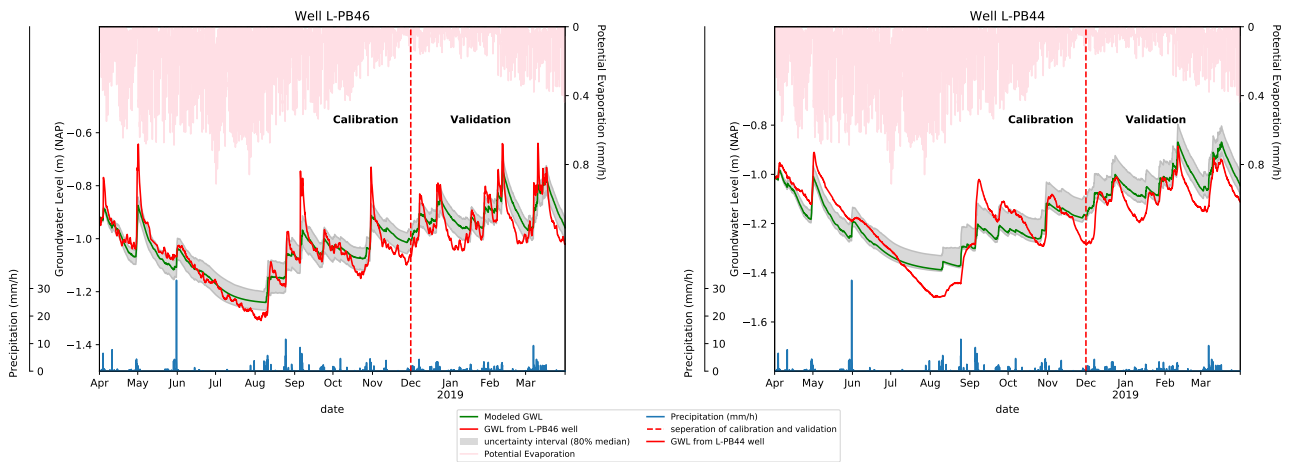 Well L-PB46
Precipitation (mm/h)
30
20
10
0
Groundwater Level (m) (NAP)
−0.6
−0.8
−1.0
−1.2
−1.4
Calibration
Validation
0
0.4
0.8
Potential Evaporation (mm/h)
Apr May Jun Jul Aug Sep Oct Nov Dec Jan Feb Mar
2019
date
Well L-PB44
Precipitation (mm/h)
30
20
10
0
Groundwater Level (m) (NAP)
−0.8
−1.0
−1.2
−1.4
−1.6
Calibration
Validation
0
0.4
0.8
Potential Evaporation (mm/h)
Apr May Jun Jul Aug Sep Oct Nov Dec Jan Feb Mar
2019
date
Modeled GWL
GWL from L-PB46 well
uncertainty interval (80% median)
Potential Evaporation
Precipitation (mm/h)
seperation of calibration and validation
GWL from L-PB44 well